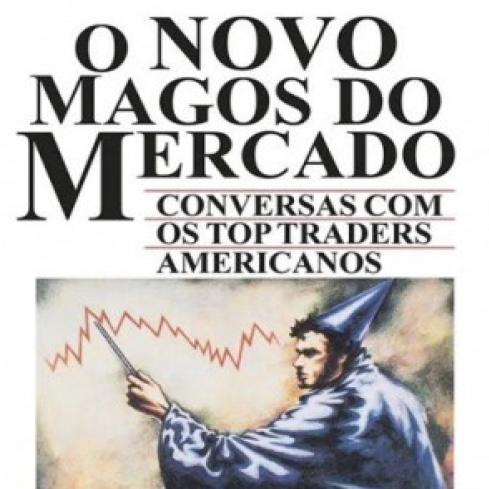 O NOVO
MAGOS DO
MERCADO
CONVERSAS COM
OS TOP TRADERS
AMERICANOS